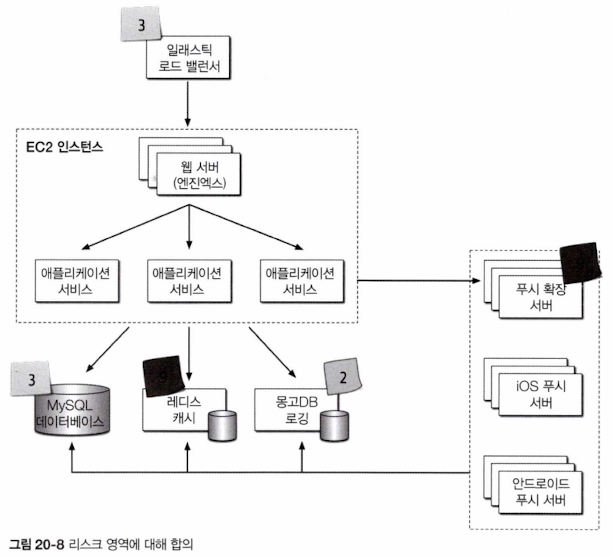 3
일래스틱
로드 밸런서
EC2 인스턴스
웹 서버
(엔진엑스)
애플리케이션
서비스
애플리케이션
서비스
애플리케이션
서비스
푸시 확장
서버
3
MySQL
데이터베이스
레디스
캐시
2
몽고DB
로깅
iOS 푸시
서버
안드로이드
푸시 서버
그림 20-8 리스크 영역에 대해 합의